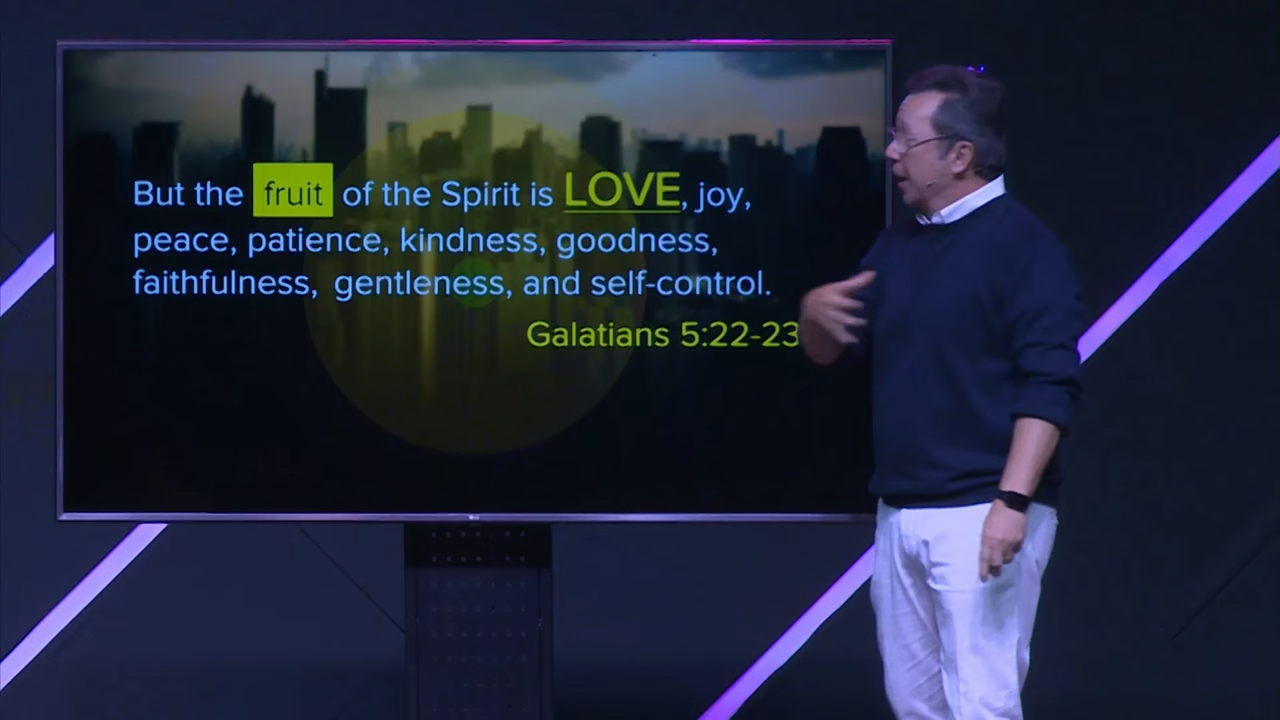 But the fruit of the Spirit is LOVE, joy,
peace, patience, kindness, goodness,
faithfulness, gentleness, and self-control.
Galatians 5:22-23